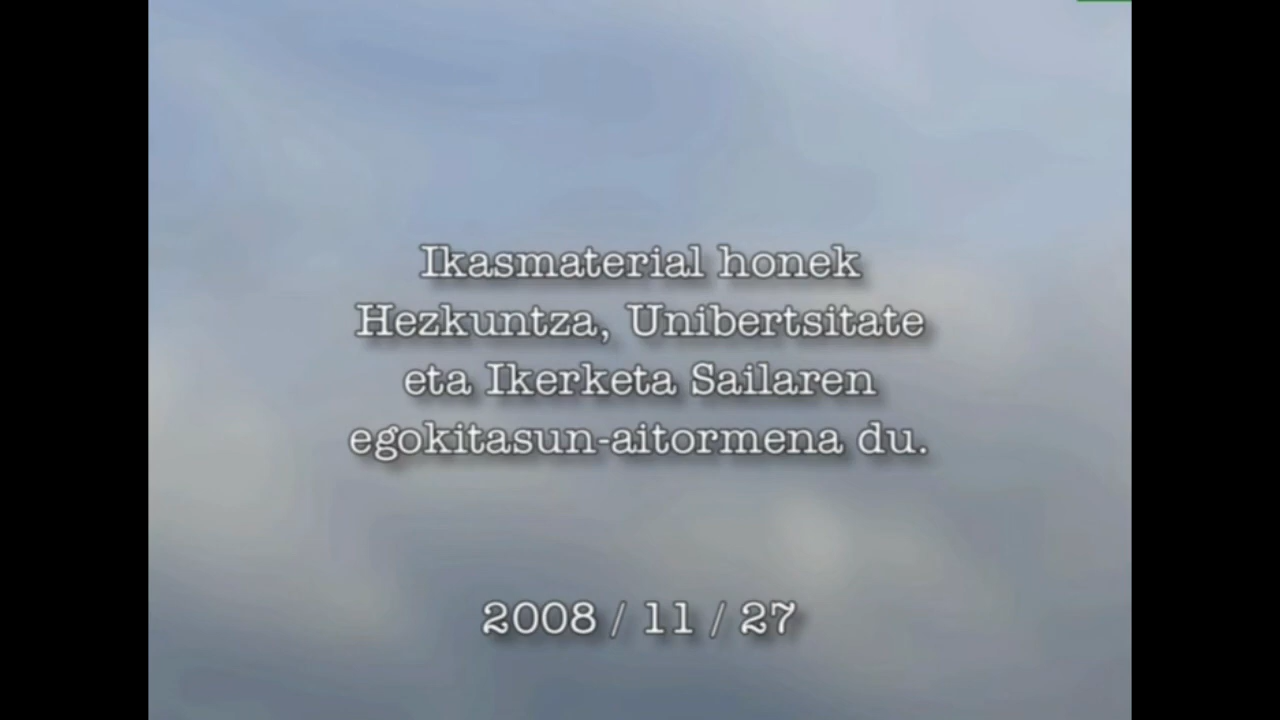 Ikasmaterial honek
Hezkuntza, Unibertsitate
eta Ikerketa Sailaren
egokitasun-aitormena du.
2008 / 11 / 27